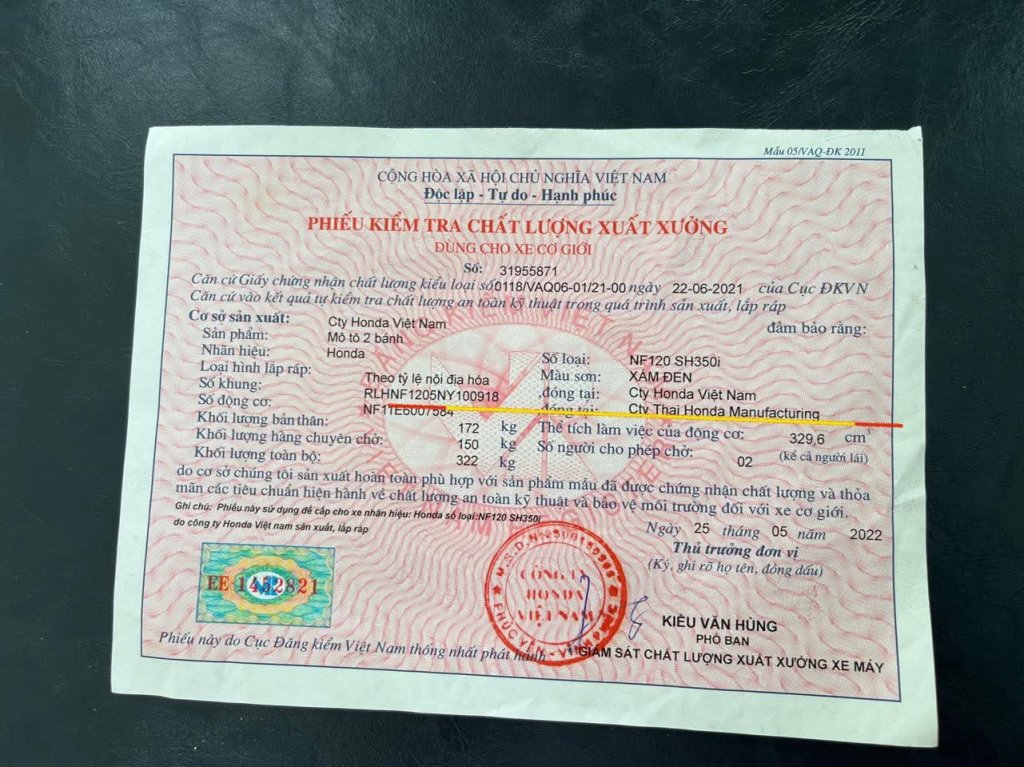 Mẫu 05/VAQ-ĐK 2011
CỘNG HÒA XÃ HỘI CHỦ NGHĨA VIỆT NAM
Độc lập - Tự do - Hạnh phúc
PHIẾU KIỂM TRA CHẤT LƯỢNG XUẤT XƯỞNG
DÙNG CHO XE CƠ GIỚI
Số: 31955871
Căn cứ Giấy chứng nhận chất lượng kiểu loại số 0118/VAQ06-01/21-00 ngày 22-06-2021 của Cục ĐKVN
Căn cứ vào kết quả tự kiểm tra chất lượng an toàn kỹ thuật trong quá trình sản xuất, lắp ráp
Cơ sở sản xuất: Cty Honda Việt Nam đảm bảo rằng:
Sản phẩm: Mô tô 2 bánh
Nhãn hiệu: Honda Số loại: NF120 SH350i
Loại hình lắp ráp: Theo tỷ lệ nội địa hóa Màu sơn: XÁM ĐEN
Số khung: RLHNF1205NY100918 ,đóng tại: Cty Honda Việt Nam
Số động cơ: NF11E6007584 đóng tại: Cty Thai Honda Manufacturing
Khối lượng bản thân: 172 kg Thể tích làm việc của động cơ: 329,6 cm³
Khối lượng hàng chuyên chở: 150 kg Số người cho phép chở: 02 (kể cả người lái)
Khối lượng toàn bộ: 322 kg
do cơ sở chúng tôi sản xuất hoàn toàn phù hợp với sản phẩm mẫu đã được chứng nhận chất lượng và thỏa
mãn các tiêu chuẩn hiện hành về chất lượng an toàn kỹ thuật và bảo vệ môi trường đối với xe cơ giới.
Ghi chú: Phiếu này sử dụng để cấp cho xe nhãn hiệu: Honda số loại:NF120 SH350i
do công ty Honda Việt nam sản xuất, lắp ráp
Ngày 25 tháng 05 năm 2022
Thủ trưởng đơn vị
(Ký, ghi rõ họ tên, đóng dấu)
EE 1452821
CÔNG TY
HONDA
VIỆT NAM
KIỀU VĂN HÙNG
PHÓ BAN
GIÁM SÁT CHẤT LƯỢNG XUẤT XƯỞNG XE MÁY
Phiếu này do Cục Đăng kiểm Việt Nam thống nhất phát hành